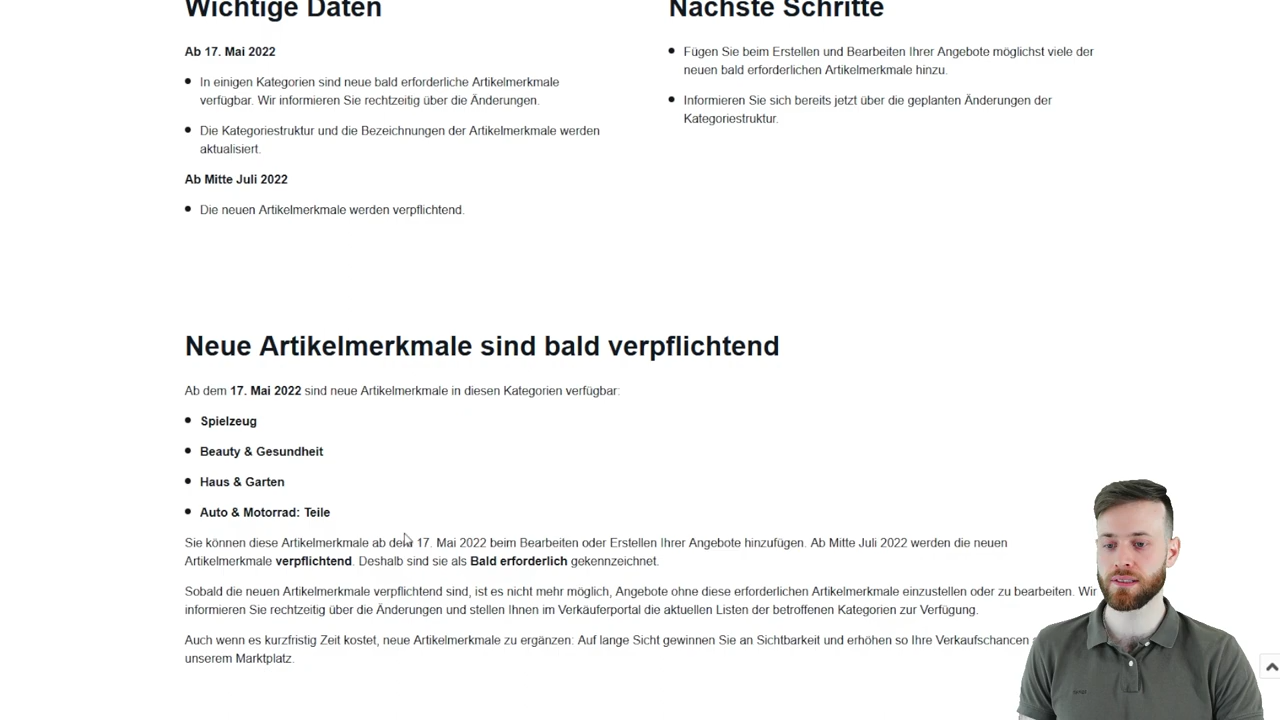 Wichtige Daten
Ab 17. Mai 2022
In einigen Kategorien sind neue bald erforderliche Artikelmerkmale
verfügbar. Wir informieren Sie rechtzeitig über die Änderungen.
Die Kategoriestruktur und die Bezeichnungen der Artikelmerkmale werden
aktualisiert.
Ab Mitte Juli 2022
Die neuen Artikelmerkmale werden verpflichtend.
Nächste Schritte
Fügen Sie beim Erstellen und Bearbeiten Ihrer Angebote möglichst viele der
neuen bald erforderlichen Artikelmerkmale hinzu.
Informieren Sie sich bereits jetzt über die geplanten Änderungen der
Kategoriestruktur.
Neue Artikelmerkmale sind bald verpflichtend
Ab dem 17. Mai 2022 sind neue Artikelmerkmale in diesen Kategorien verfügbar:
Spielzeug
Beauty & Gesundheit
Haus & Garten
Auto & Motorrad: Teile
Sie können diese Artikelmerkmale ab dem 17. Mai 2022 beim Bearbeiten oder Erstellen Ihrer Angebote hinzufügen. Ab Mitte Juli 2022 werden die neuen
Artikelmerkmale verpflichtend. Deshalb sind sie als Bald erforderlich gekennzeichnet.
Sobald die neuen Artikelmerkmale verpflichtend sind, ist es nicht mehr möglich, Angebote ohne diese erforderlichen Artikelmerkmale einzustellen oder zu bearbeiten. Wir
informieren Sie rechtzeitig über die Änderungen und stellen Ihnen im Verkäuferportal die aktuellen Listen der betroffenen Kategorien zur Verfügung.
Auch wenn es kurzfristig Zeit kostet, neue Artikelmerkmale zu ergänzen: Auf lange Sicht gewinnen Sie an Sichtbarkeit und erhöhen so Ihre Verkaufschancen
unserem Marktplatz.